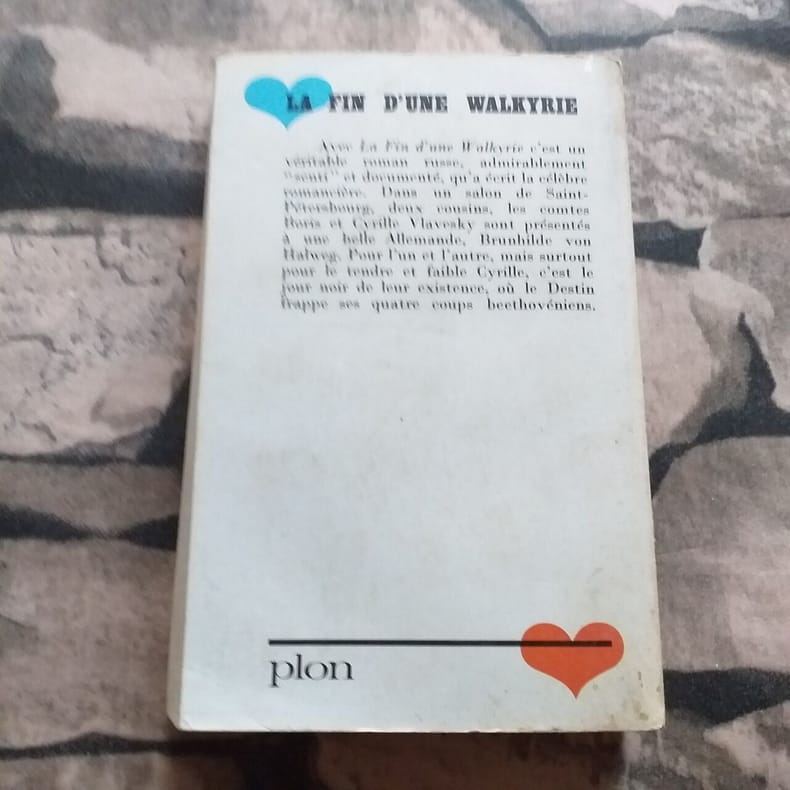 LA FIN D'UNE WALKYRIE
Avec La Fin d'une Walkyrie c'est un
véritable roman russe, admirablement
"senti" et documenté, qu'a écrit la célèbre
romancière. Dans un salon de Saint-
Pétersbourg, deux cousins, les comtes
Boris et Cyrille Vlavesky sont présentés
à une belle Allemande, Brunhilde von
Halweg. Pour l'un et l'autre, mais surtout
pour le tendre et faible Cyrille, c'est le
jour noir de leur existence, où le Destin
frappe ses quatre coups beethovéniens.
plon